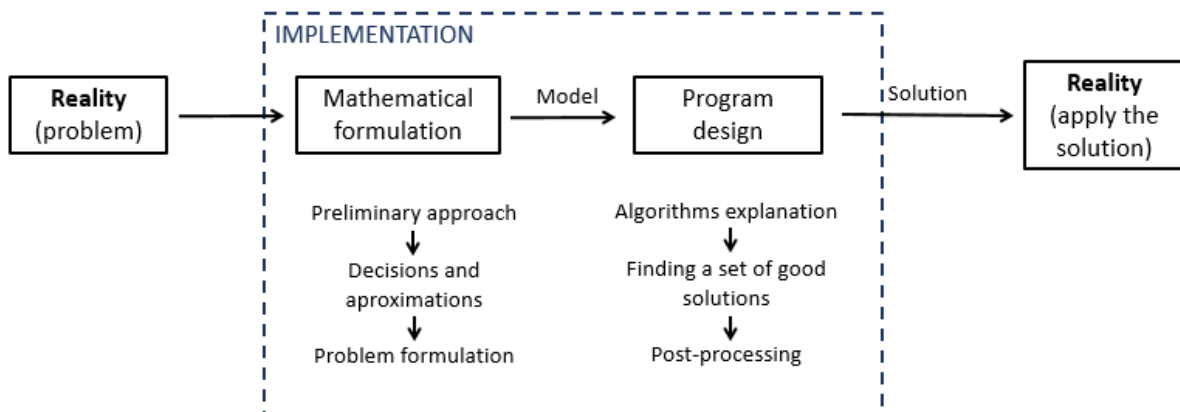 IMPLEMENTATION
Reality
(problem)
Mathematical
formulation
Model
Program
design
Solution
Reality
(apply the
solution)
Preliminary approach
Decisions and
aproximations
Problem formulation
Algorithms explanation
Finding a set of good
solutions
Post-processing